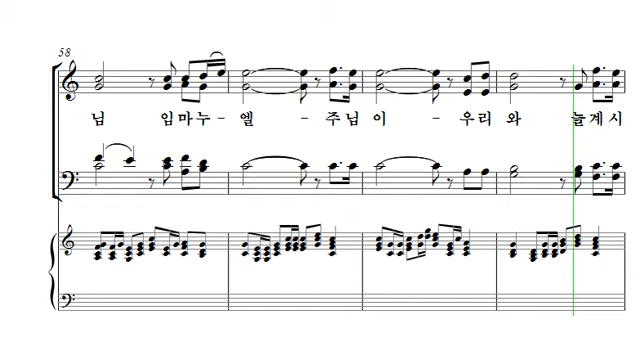 58
님 임마누 - 엘 - 주님 이 - 우리 와 늘계시